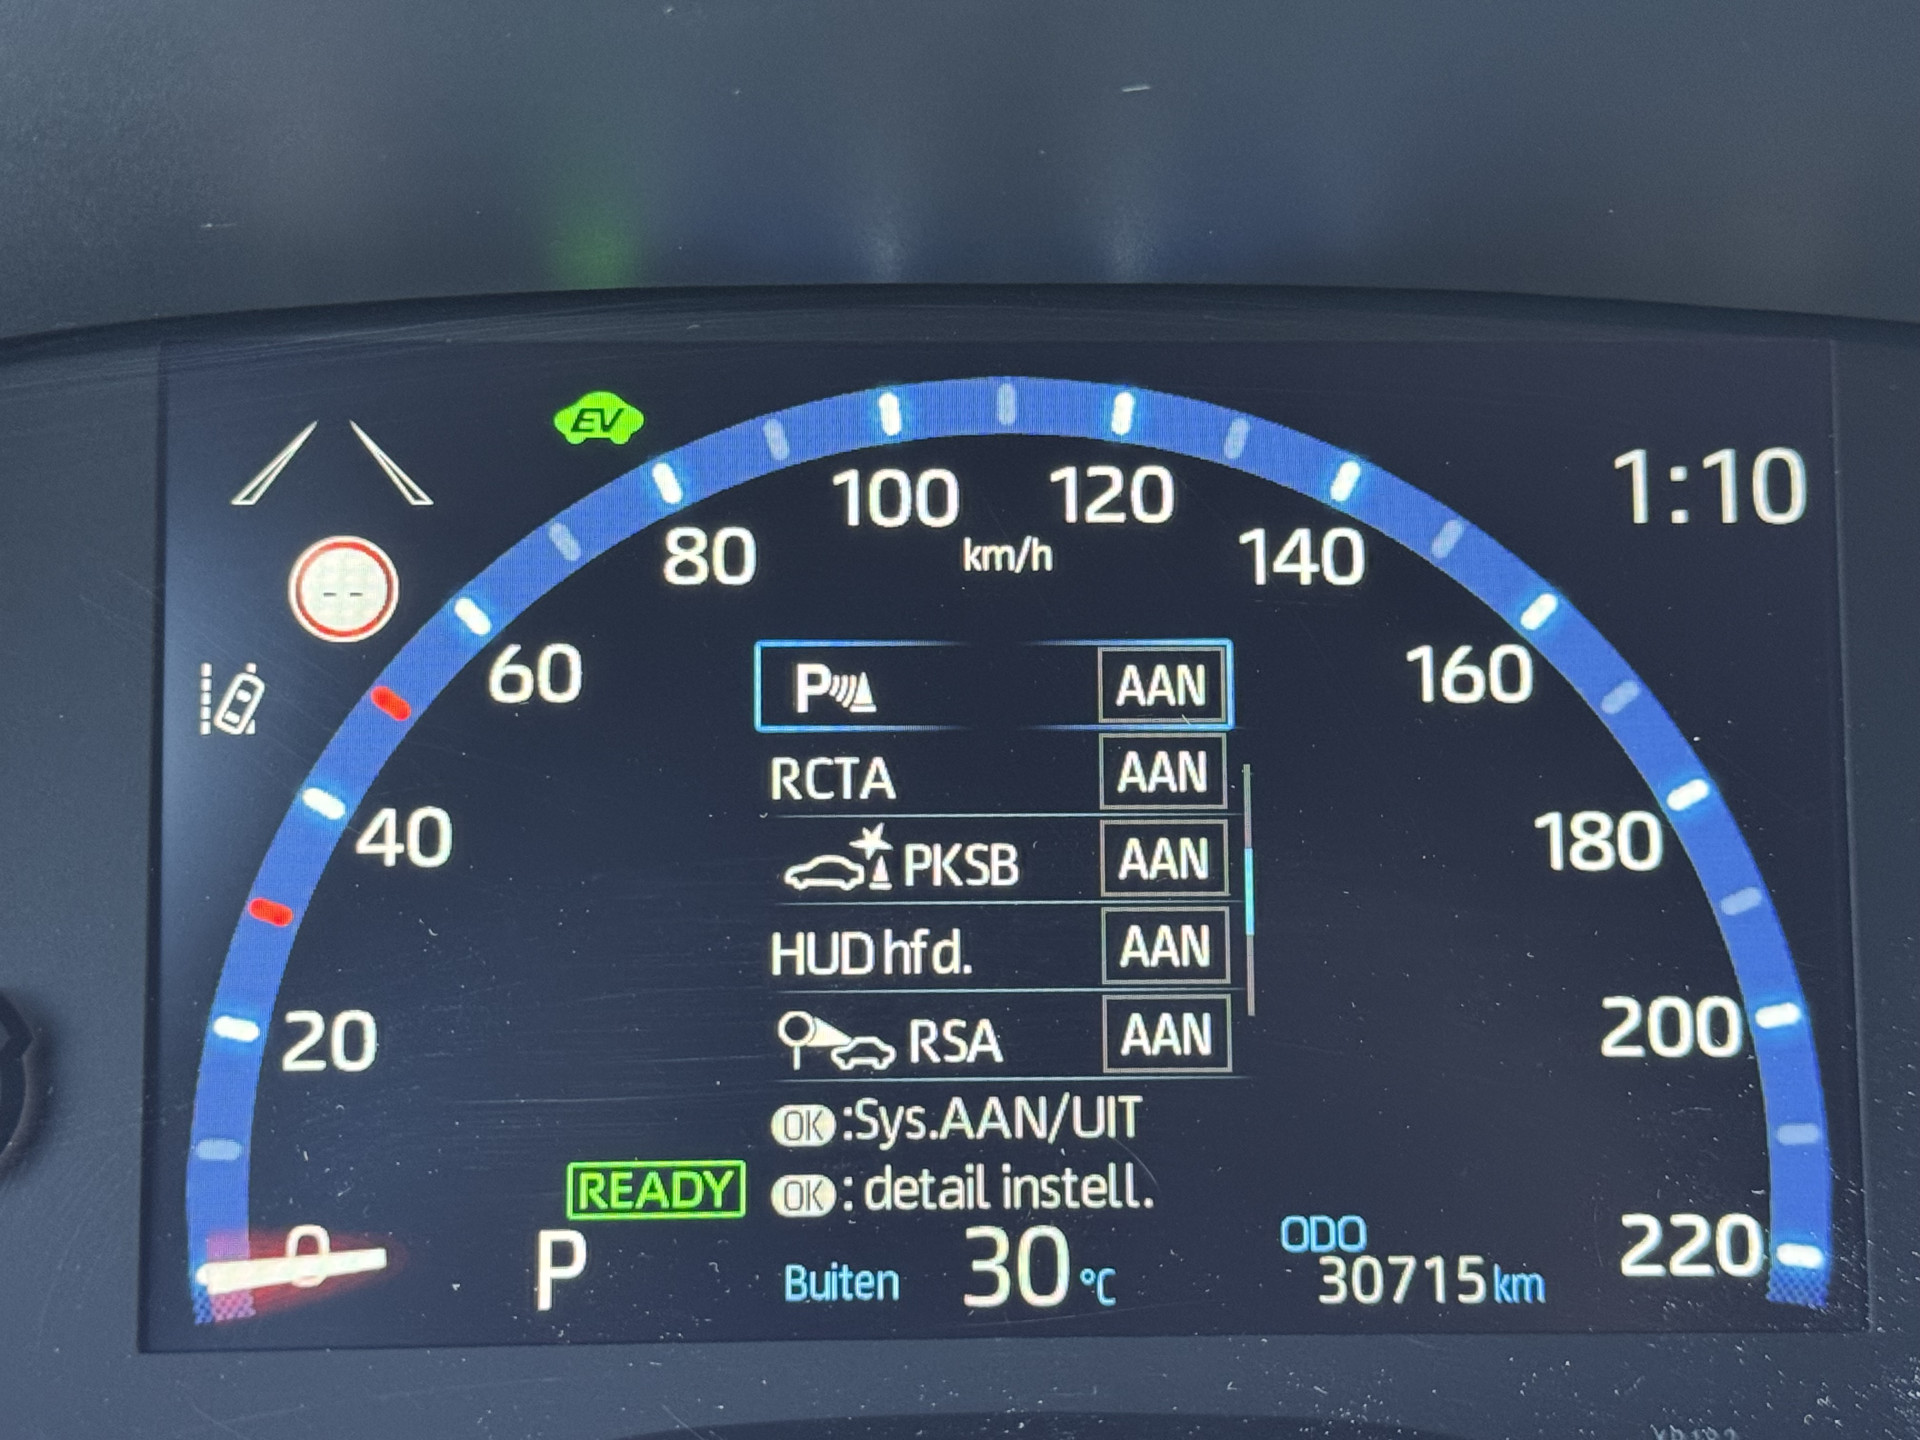 EV
1:10
100 120
80 km/h 140
60 160
P AAN
RCTA AAN
40 180
PKSB AAN
HUD hfd. AAN
20 200
RSA AAN
OK :Sys.AAN/UIT
READY OK : detail instell.
0 P Buiten 30 °C ODO 220
30715 km